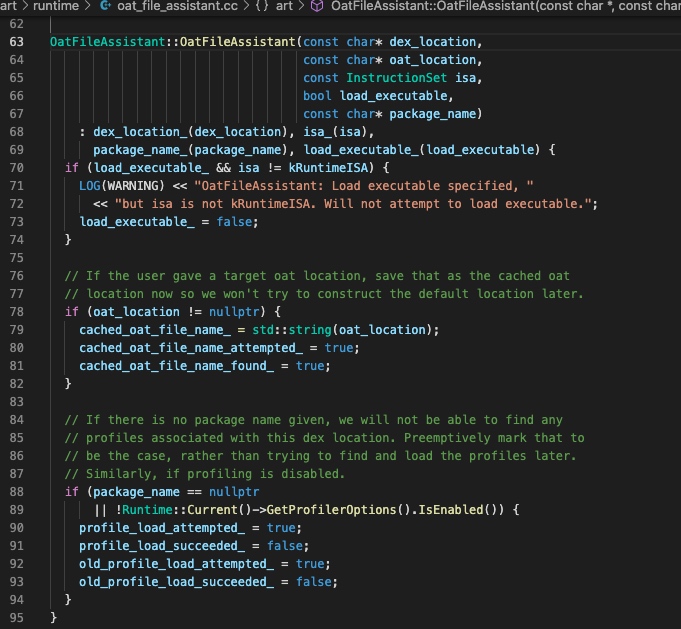 art > runtime > oat_file_assistant.cc > {} art > OatFileAssistant::OatFileAssistant(const char *, const char
62
63 OatFileAssistant::OatFileAssistant(const char* dex_location,
64 const char* oat_location,
65 const InstructionSet isa,
66 bool load_executable,
67 const char* package_name)
68 : dex_location_(dex_location), isa_(isa),
69 package_name_(package_name), load_executable_(load_executable) {
70 if (load_executable_ && isa != kRuntimeISA) {
71 LOG(WARNING) << "OatFileAssistant: Load executable specified, "
72 << "but isa is not kRuntimeISA. Will not attempt to load executable.";
73 load_executable_ = false;
74 }
75
76 // If the user gave a target oat location, save that as the cached oat
77 // location now so we won't try to construct the default location later.
78 if (oat_location != nullptr) {
79 cached_oat_file_name_ = std::string(oat_location);
80 cached_oat_file_name_attempted_ = true;
81 cached_oat_file_name_found_ = true;
82 }
83
84 // If there is no package name given, we will not be able to find any
85 // profiles associated with this dex location. Preemptively mark that to
86 // be the case, rather than trying to find and load the profiles later.
87 // Similarly, if profiling is disabled.
88 if (package_name == nullptr
89 || !Runtime::Current()->GetProfilerOptions().IsEnabled()) {
90 profile_load_attempted_ = true;
91 profile_load_succeeded_ = false;
92 old_profile_load_attempted_ = true;
93 old_profile_load_succeeded_ = false;
94 }
95 }